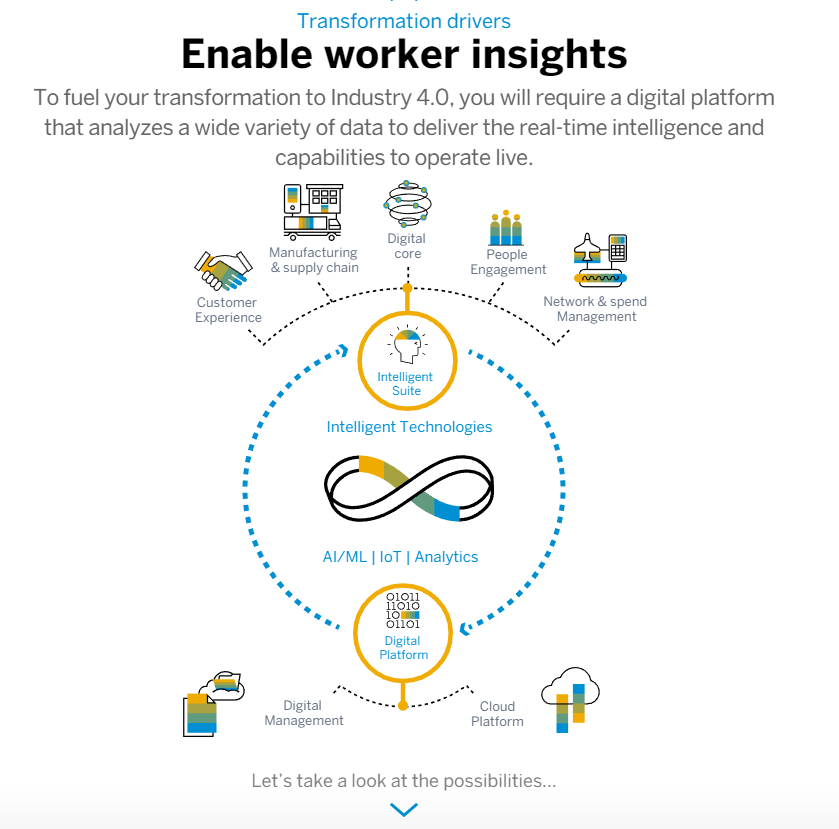 Transformation drivers
Enable worker insights
To fuel your transformation to Industry 4.0, you will require a digital platform
that analyzes a wide variety of data to deliver the real-time intelligence and
capabilities to operate live.
Customer
Experience
Manufacturing
& supply chain
Digital
core
People
Engagement
Network & spend
Management
Intelligent
Suite
Intelligent Technologies
AI/ML | IoT | Analytics
01011
11010
10
01101
Digital
Platform
Digital
Management
Cloud
Platform
Let's take a look at the possibilities...